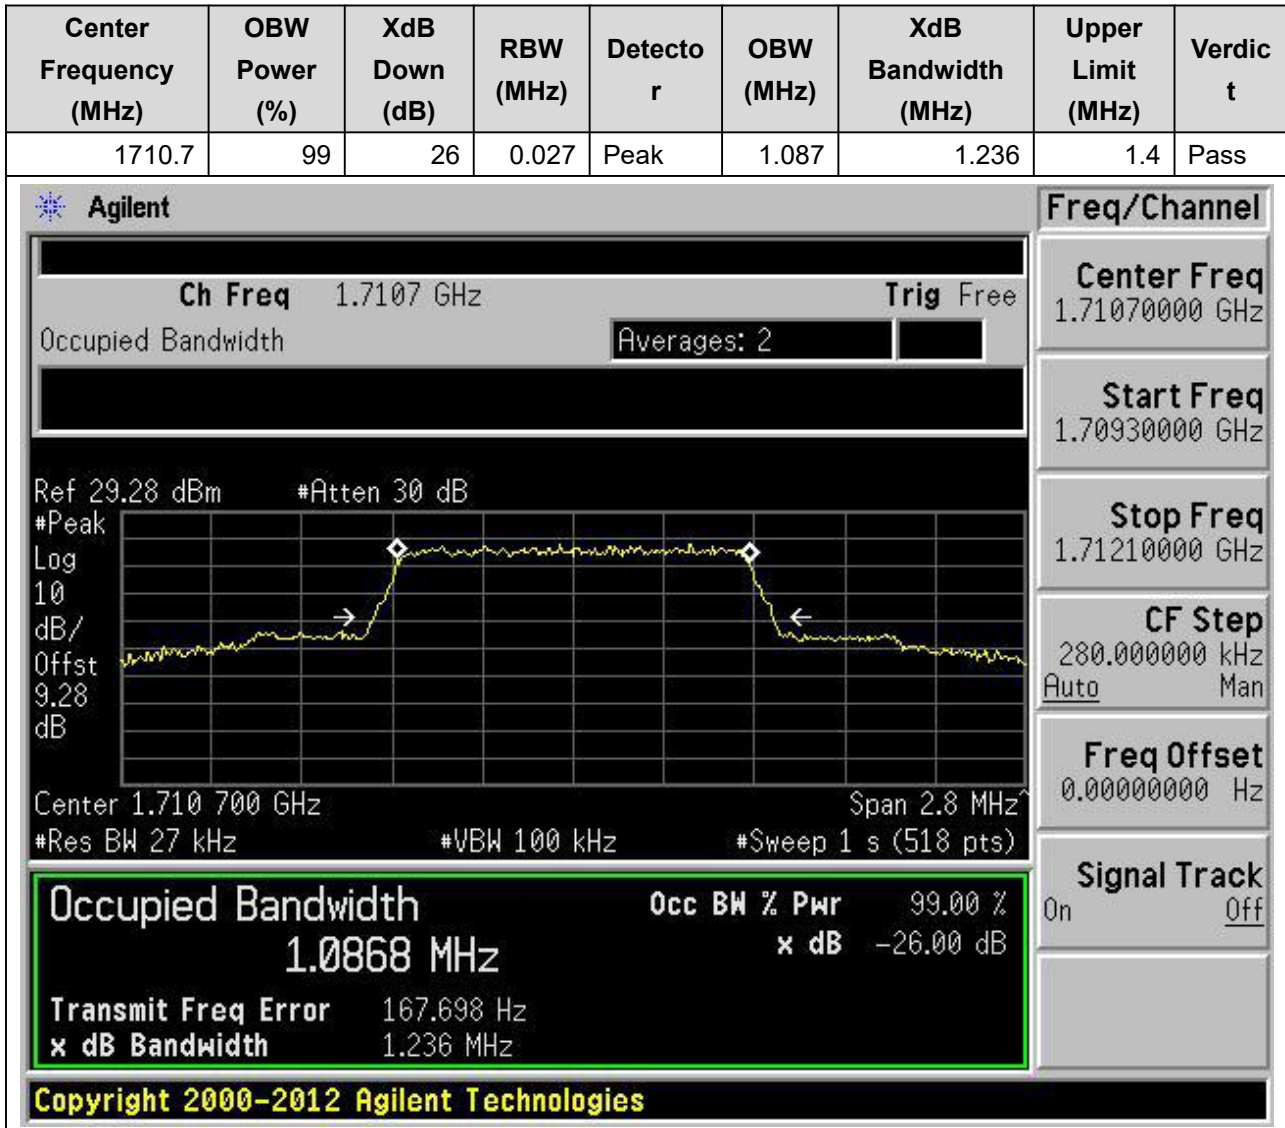 Center Frequency (MHz) OBW Power (%) XdB Down (dB) RBW (MHz) Detecto r OBW (MHz) XdB Bandwidth (MHz) Upper Limit (MHz) Verdic t
1710.7 99 26 0.027 Peak 1.087 1.236 1.4 Pass
Agilent
Freq/Channel
Ch Freq 1.7107 GHz Trig Free
Occupied Bandwidth Averages: 2
Center Freq
1.71070000 GHz
Start Freq
1.70930000 GHz
Stop Freq
1.71210000 GHz
CF Step
280.000000 kHz
Auto Man
Freq Offset
0.00000000 Hz
Signal Track
On Off
Ref 29.28 dBm #Atten 30 dB
#Peak
Log
10
dB/
Offst
9.28
dB
Center 1.710 700 GHz Span 2.8 MHz^
#Res BW 27 kHz #VBW 100 kHz #Sweep 1 s (518 pts)
Occupied Bandwidth Occ BW % Pwr 99.00 %
1.0868 MHz x dB -26.00 dB
Transmit Freq Error 167.698 Hz
x dB Bandwidth 1.236 MHz
Copyright 2000-2012 Agilent Technologies